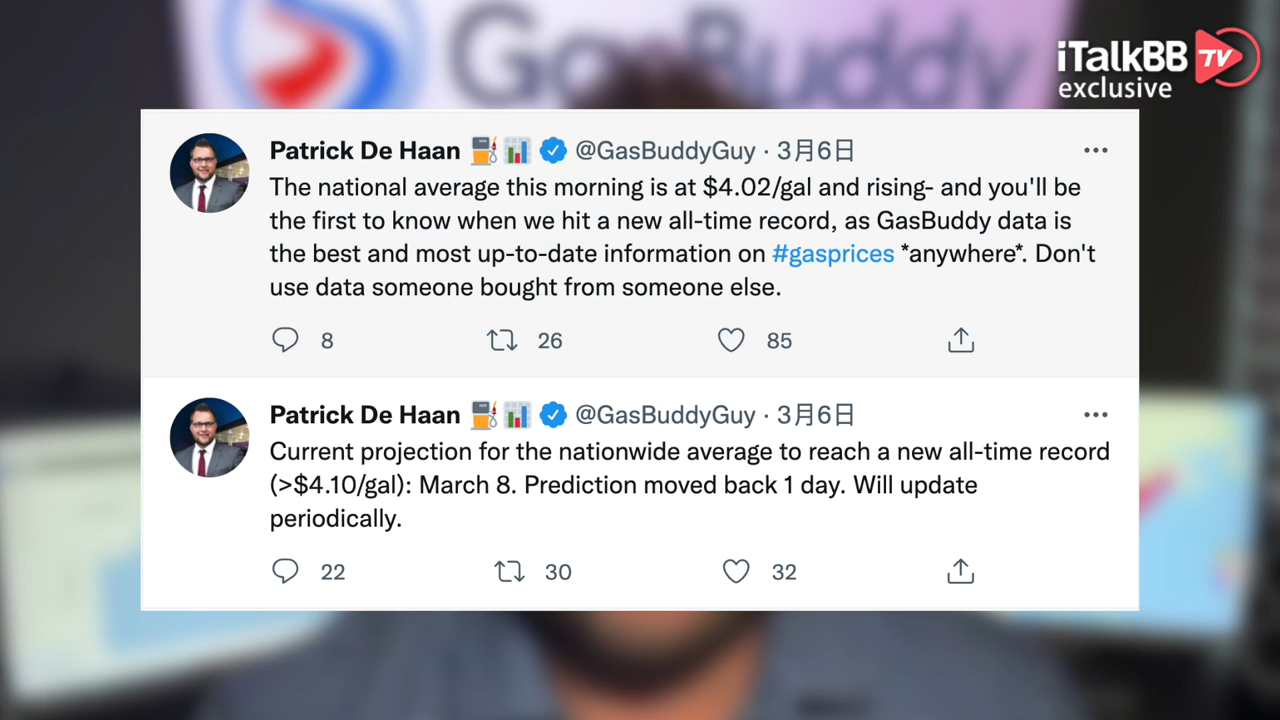 GasBuddy
iTalkBB TV
exclusive
Patrick De Haan @GasBuddyGuy · 3月6日
The national average this morning is at $4.02/gal and rising- and you'll be
the first to know when we hit a new all-time record, as GasBuddy data is
the best and most up-to-date information on #gasprices *anywhere*. Don't
use data someone bought from someone else.
8 26 85
Patrick De Haan @GasBuddyGuy · 3月6日
Current projection for the nationwide average to reach a new all-time record
(>$4.10/gal): March 8. Prediction moved back 1 day. Will update
periodically.
22 30 32